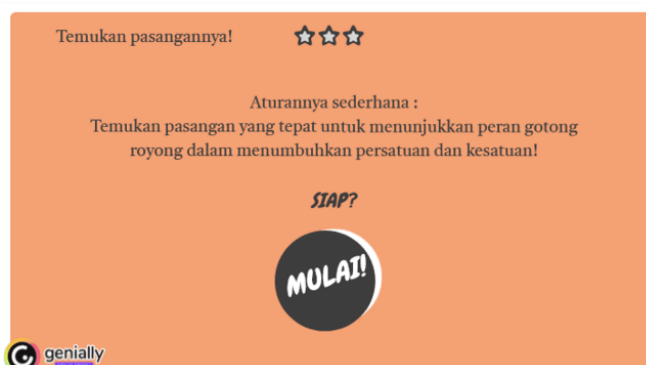 Temukan pasangannya!
Aturannya sederhana :
Temukan pasangan yang tepat untuk menunjukkan peran gotong
royong dalam menumbuhkan persatuan dan kesatuan!
SIAP?
MULAI!
genially